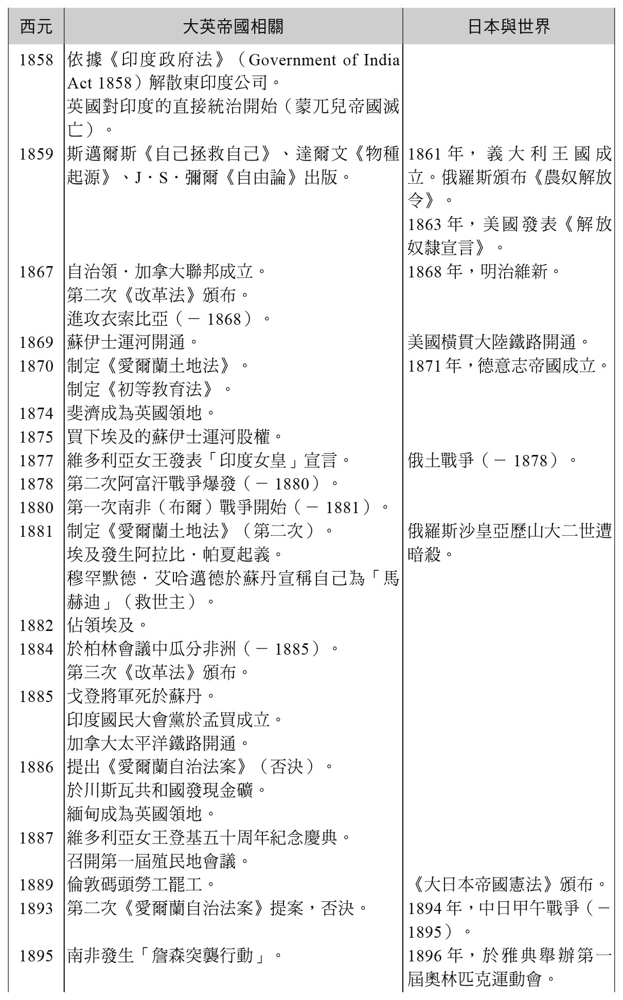 西元 大英帝國相關 日本與世界
1858 依據《印度政府法》（Government of India
Act 1858）解散東印度公司。
英國對印度的直接統治開始（蒙兀兒帝國滅
亡）。
1859 斯邁爾斯《自己拯救自己》、達爾文《物種 1861 年，義大利王國成
起源》、J．S．彌爾《自由論》出版。 立。俄羅斯頒布《農奴解放
令》。
1863 年，美國發表《解放
奴隸宣言》。
1867 自治領．加拿大聯邦成立。 1868 年，明治維新。
第二次《改革法》頒布。
進攻衣索比亞（－ 1868）。
1869 蘇伊士運河開通。 美國橫貫大陸鐵路開通。
1870 制定《愛爾蘭土地法》。 1871 年，德意志帝國成立。
制定《初等教育法》。
1874 斐濟成為英國領地。
1875 買下埃及的蘇伊士運河股權。
1877 維多利亞女王發表「印度女皇」宣言。 俄土戰爭（－ 1878）。
1878 第二次阿富汗戰爭爆發（－ 1880）。
1880 第一次南非（布爾）戰爭開始（－ 1881）。
1881 制定《愛爾蘭土地法》（第二次）。 俄羅斯沙皇亞歷山大二世遭
埃及發生阿拉比．帕夏起義。 暗殺。
穆罕默德．艾哈邁德於蘇丹宣稱自己為「馬
赫迪」（救世主）。
1882 佔領埃及。
1884 於柏林會議中瓜分非洲（－ 1885）。
第三次《改革法》頒布。
1885 戈登將軍死於蘇丹。
印度國民大會黨於孟買成立。
加拿大太平洋鐵路開通。
1886 提出《愛爾蘭自治法案》（否決）。
於川斯瓦共和國發現金礦。
緬甸成為英國領地。
1887 維多利亞女王登基五十周年紀念慶典。
召開第一屆殖民地會議。
1889 倫敦碼頭勞工罷工。 《大日本帝國憲法》頒布。
1893 第二次《愛爾蘭自治法案》提案，否決。 1894 年，中日甲午戰爭（－
1895）。
1895 南非發生「詹森突襲行動」。 1896 年，於雅典舉辦第一
屆奧林匹克運動會。